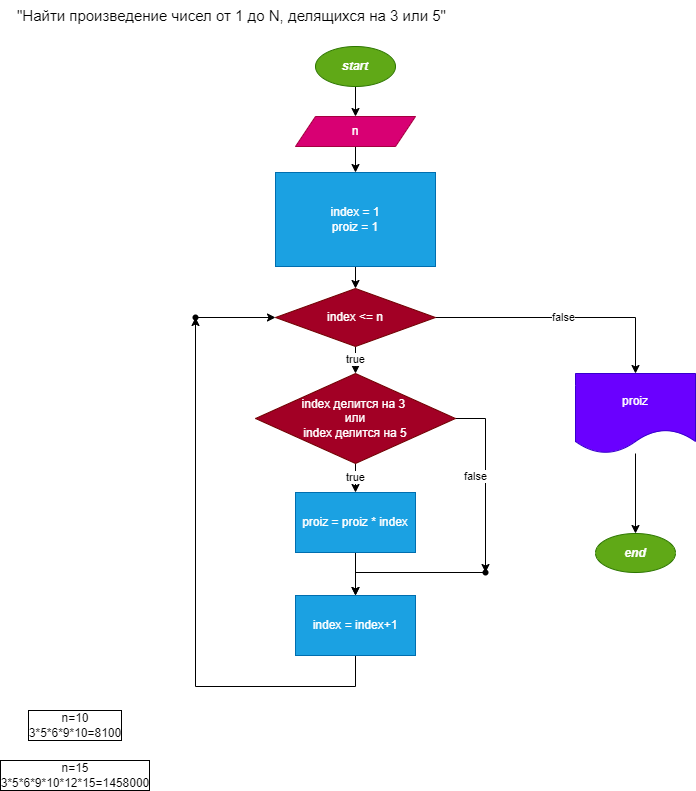 "Найти произведение чисел от 1 до N, делящихся на 3 или 5"
start
n
index = 1
proiz = 1
index <= n
false
true
index делится на 3
или
index делится на 5
proiz
true
false
proiz = proiz * index
end
index = index+1
n=10
3*5*6*9*10=8100
n=15
3*5*6*9*10*12*15=1458000